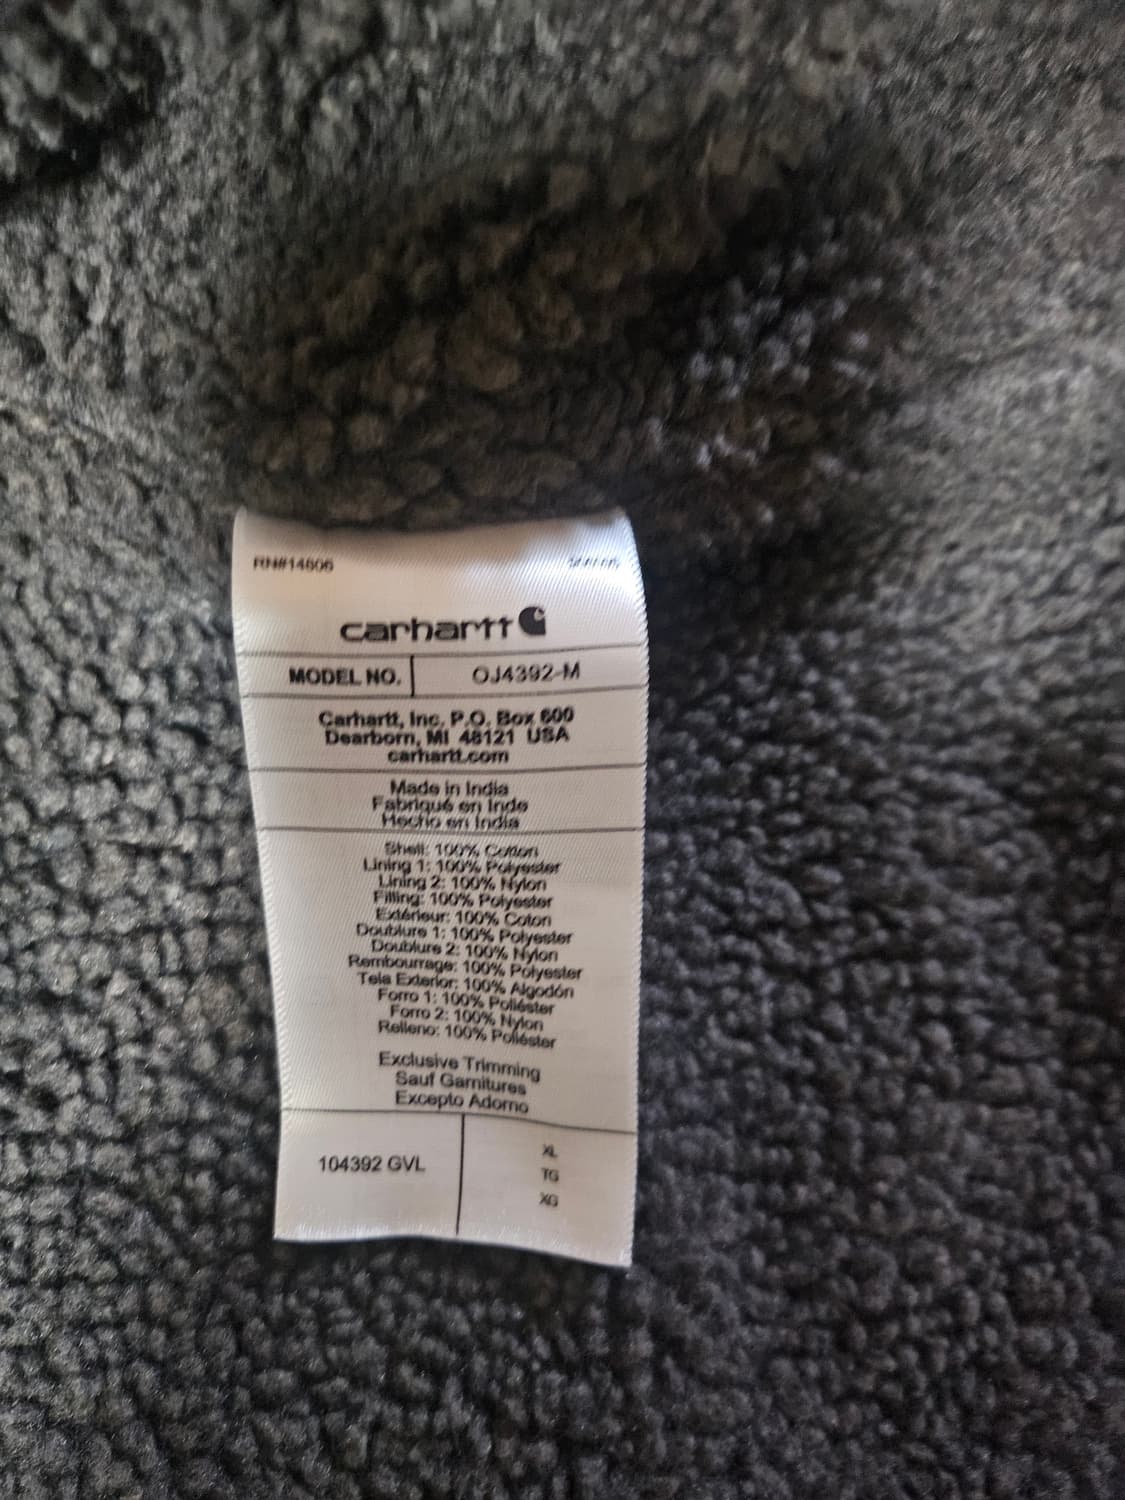 RN#14806
carhartt
MODEL NO. OJ4392-M
Carhartt, Inc. P.O. Box 600
Dearborn, MI 48121 USA
carhartt.com
Made in India
Fabriqué en Inde
Hecho en India
Shell: 100% Cotton
Lining 1: 100% Polyester
Lining 2: 100% Nylon
Filling: 100% Polyester
Extérieur: 100% Coton
Doublure 1: 100% Polyester
Doublure 2: 100% Nylon
Rembourrage: 100% Polyester
Tela Exterior: 100% Algodón
Forro 1: 100% Poliéster
Forro 2: 100% Nylon
Relleno: 100% Poliéster
Exclusive Trimming
Sauf Garnitures
Excepto Adorno
104392 GVL
XL
TG
XG